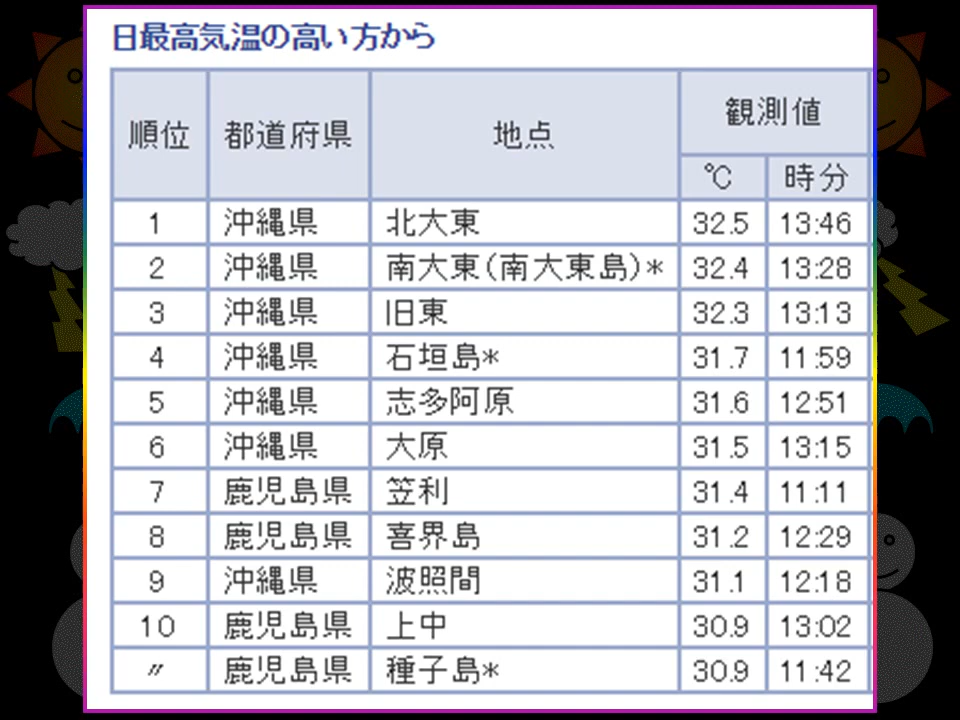 日最高気温の高い方から
順位 都道府県 地点 観測値
℃ 時分
1 沖縄県 北大東 32.5 13:46
2 沖縄県 南大東(南大東島)* 32.4 13:28
3 沖縄県 旧東 32.3 13:13
4 沖縄県 石垣島* 31.7 11:59
5 沖縄県 志多阿原 31.6 12:51
6 沖縄県 大原 31.5 13:15
7 鹿児島県 笠利 31.4 11:11
8 鹿児島県 喜界島 31.2 12:29
9 沖縄県 波照間 31.1 12:18
10 鹿児島県 上中 30.9 13:02
〃 鹿児島県 種子島* 30.9 11:42